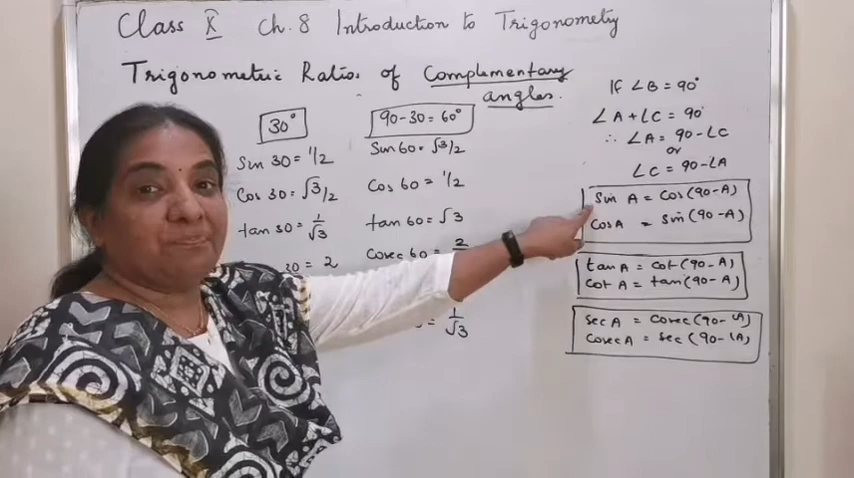 Class X Ch. 8 Introduction to Trigonometry
Trigonometric Ratios of Complementary angles.
30°
Sin 30 = 1/2
Cos 30 = √3/2
tan 30 = 1/√3
30 = 2
90-30 = 60°
Sin 60 = √3/2
Cos 60 = 1/2
tan 60 = √3
Cosec 60 = 2
= 1/√3
If ∠B = 90°
∠A + ∠C = 90°
∴ ∠A = 90 - ∠C
or
∠C = 90 - ∠A
Sin A = Cos (90 - A)
Cos A = Sin (90 - A)
tan A = Cot (90 - A)
Cot A = tan (90 - A)
Sec A = Cosec (90 - A)
Cosec A = Sec (90 - A)